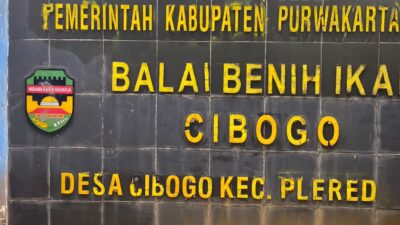 PEMERINTAH KABUPATEN PURWAKARTA
BALAI BENIH IKA
CIBOGO
DESA CIBOGO KEC. PLERED